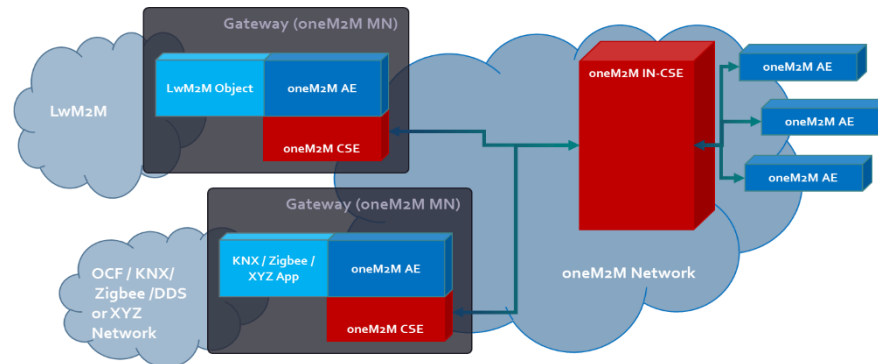 Gateway (oneM2M MN)
LwM2M
LwM2M Object
oneM2M AE
oneM2M CSE
oneM2M IN-CSE
oneM2M AE
oneM2M AE
oneM2M AE
Gateway (oneM2M MN)
OCF / KNX/
Zigbee /DDS
or XYZ
Network
KNX / Zigbee /
XYZ App
oneM2M AE
oneM2M CSE
oneM2M Network